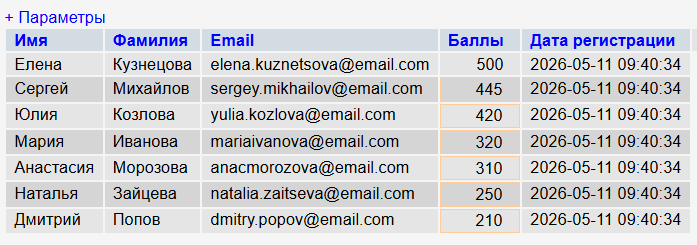 + Параметры
Имя Фамилия Email Баллы Дата регистрации
Елена Кузнецова elena.kuznetsova@email.com 500 2026-05-11 09:40:34
Сергей Михайлов sergey.mikhailov@email.com 445 2026-05-11 09:40:34
Юлия Козлова yulia.kozlova@email.com 420 2026-05-11 09:40:34
Мария Иванова mariaivanova@email.com 320 2026-05-11 09:40:34
Анастасия Морозова anacmorozova@email.com 310 2026-05-11 09:40:34
Наталья Зайцева natalia.zaitseva@email.com 250 2026-05-11 09:40:34
Дмитрий Попов dmitry.popov@email.com 210 2026-05-11 09:40:34